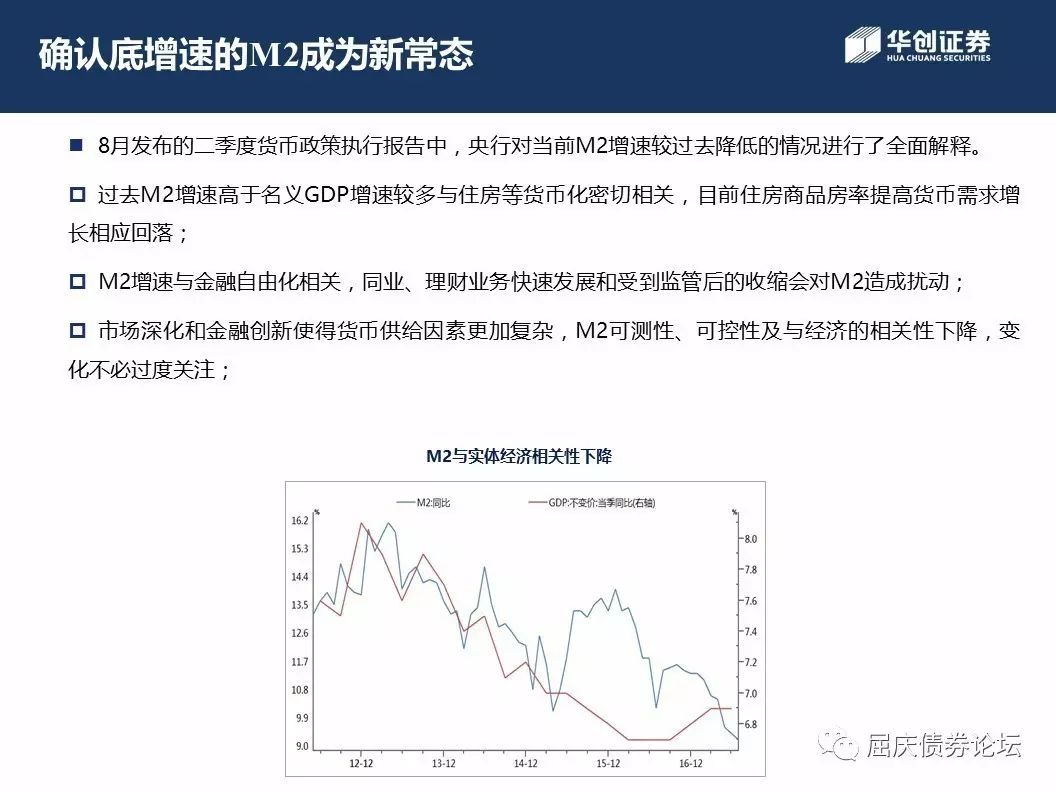 确认底增速的M2成为新常态
华创证券
HUA CHUANG SECURITIES
■ 8月发布的二季度货币政策执行报告中，央行对当前M2增速较过去降低的情况进行了全面解释。
过去M2增速高于名义GDP增速较多与住房等货币化密切相关，目前住房商品房率提高货币需求增
长相应回落；
M2增速与金融自由化相关，同业、理财业务快速发展和受到监管后的收缩会对M2造成扰动；
市场深化和金融创新使得货币供给因素更加复杂，M2可测性、可控性及与经济的相关性下降，变
化不必过度关注；
M2与实体经济相关性下降
M2:同比 GDP:不变价:当季同比(右轴)
% %
16.2
15.3
14.4
13.5
12.6
11.7
10.8
9.9
9.0
8.0
7.8
7.6
7.4
7.2
7.0
6.8
12-12 13-12 14-12 15-12 16-12
屈庆债券论坛